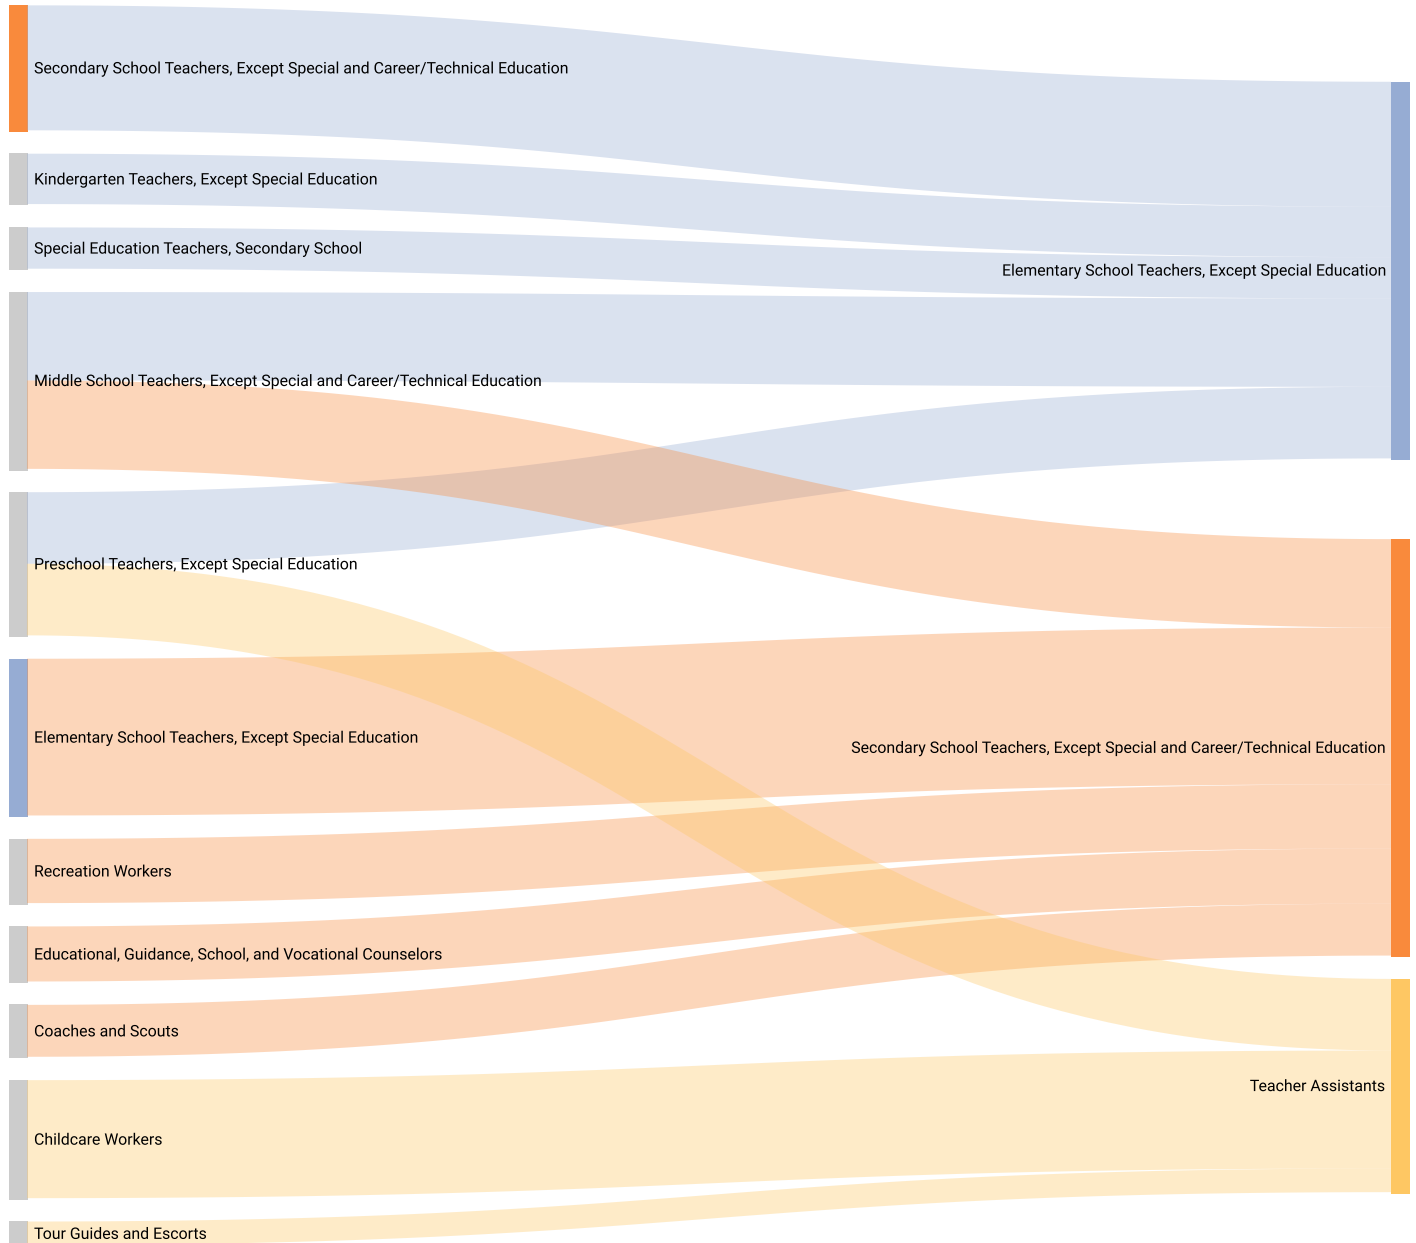 Secondary School Teachers, Except Special and Career/Technical Education
Kindergarten Teachers, Except Special Education
Special Education Teachers, Secondary School
Elementary School Teachers, Except Special Education
Middle School Teachers, Except Special and Career/Technical Education
Preschool Teachers, Except Special Education
Elementary School Teachers, Except Special Education
Secondary School Teachers, Except Special and Career/Technical Education
Recreation Workers
Educational, Guidance, School, and Vocational Counselors
Coaches and Scouts
Teacher Assistants
Childcare Workers
Tour Guides and Escorts